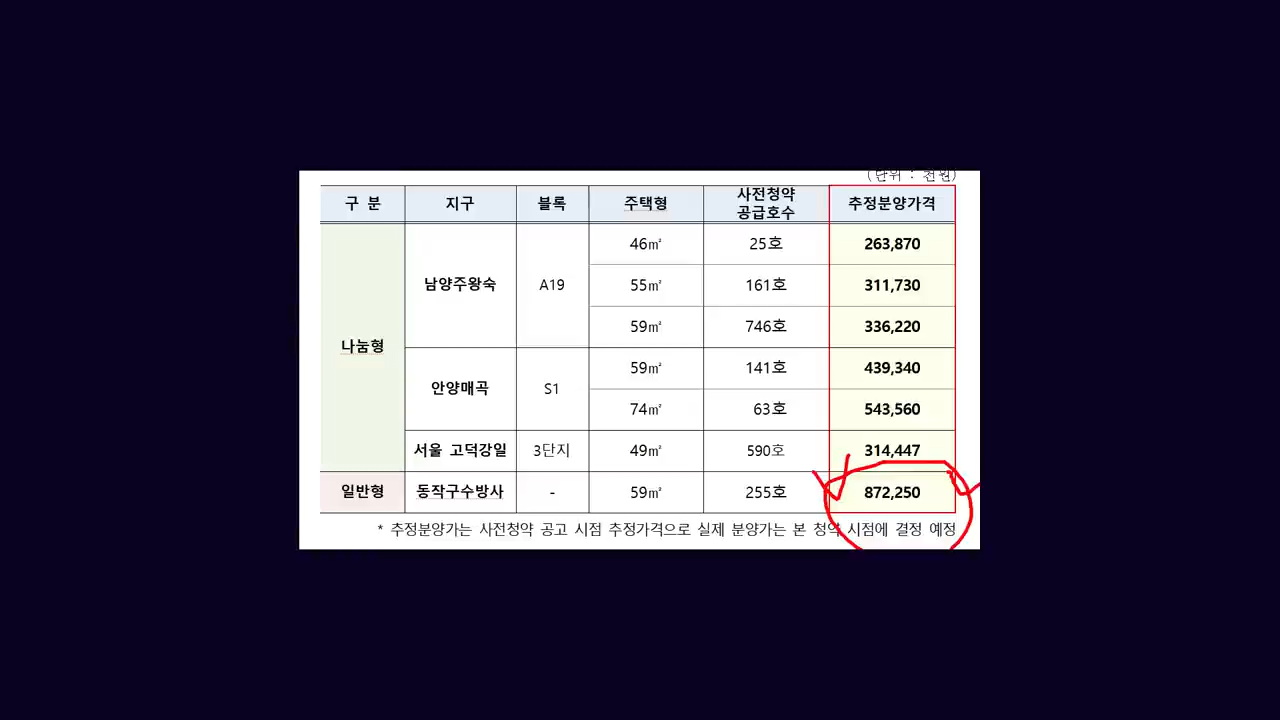 (단위 : 천원)
구 분 지구 블록 주택형 사전청약 공급호수 추정분양가격
나눔형 남양주왕숙 A19 46㎡ 25호 263,870
55㎡ 161호 311,730
59㎡ 746호 336,220
안양매곡 S1 59㎡ 141호 439,340
74㎡ 63호 543,560
서울 고덕강일 3단지 49㎡ 590호 314,447
일반형 동작구수방사 - 59㎡ 255호 872,250
* 추정분양가는 사전청약 공고 시점 추정가격으로 실제 분양가는 본 청약 시점에 결정 예정